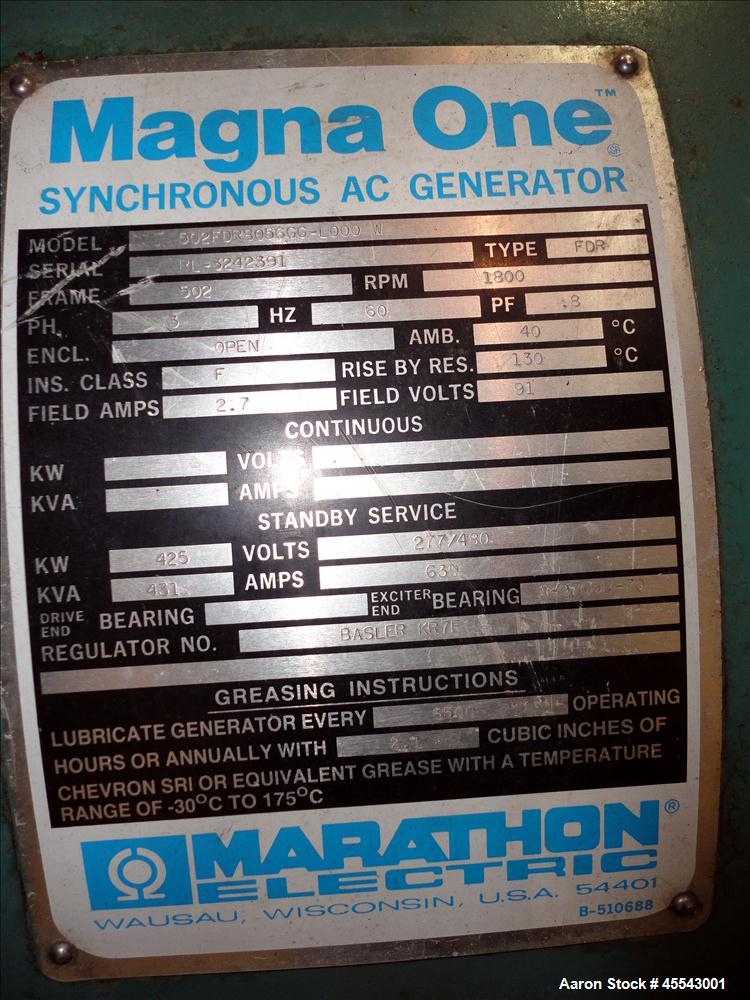 Magna One™
SYNCHRONOUS AC GENERATOR
MODEL 502FDR8056GG-L000 W
SERIAL ML-3242391 TYPE FDR
FRAME 502 RPM 1800
PH. 3 HZ 60 PF .8
ENCL. OPEN AMB. 40 °C
INS. CLASS F RISE BY RES. 130 °C
FIELD AMPS 2.7 FIELD VOLTS 91
CONTINUOUS
KW VOLTS
KVA AMPS
STANDBY SERVICE
KW 425 VOLTS 277/480
KVA 431 AMPS
DRIVE END BEARING EXCITER END BEARING
REGULATOR NO. BASLER KR7F
GREASING INSTRUCTIONS
LUBRICATE GENERATOR EVERY OPERATING
HOURS OR ANNUALLY WITH CUBIC INCHES OF
CHEVRON SRI OR EQUIVALENT GREASE WITH A TEMPERATURE
RANGE OF -30°C TO 175°C
MARATHON®
ELECTRIC
WAUSAU, WISCONSIN, U.S.A. 54401
B-510688
Aaron Stock # 45543001